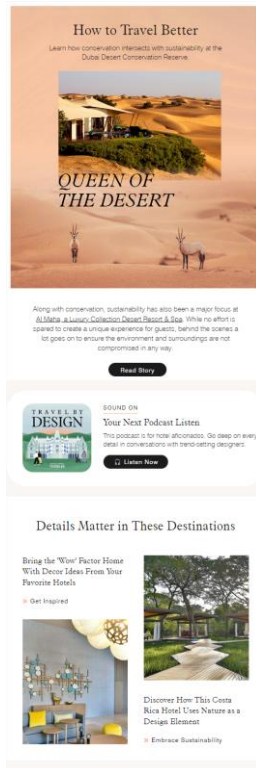 How to Travel Better
Learn how conservation intersects with sustainability at the
Dubai Desert Conservation Reserve.
QUEEN OF
THE DESERT
Along with conservation, sustainability has also been a major focus at
Al Maha, a Luxury Collection Desert Resort & Spa. While no effort is
spared to create a unique experience for guests, behind the scenes a
lot goes on to ensure the environment and surroundings are not
compromised in any way.
Read Story
TRAVEL BY
DESIGN
SOUND ON
Your Next Podcast Listen
This podcast is for hotel aficionados. Go deep on every
detail in conversations with trend-setting designers.
Listen Now
Details Matter in These Destinations
Bring the 'Wow' Factor Home
With Decor Ideas From Your
Favorite Hotels
Get Inspired
Discover How This Costa
Rica Hotel Uses Nature as a
Design Element
Embrace Sustainability